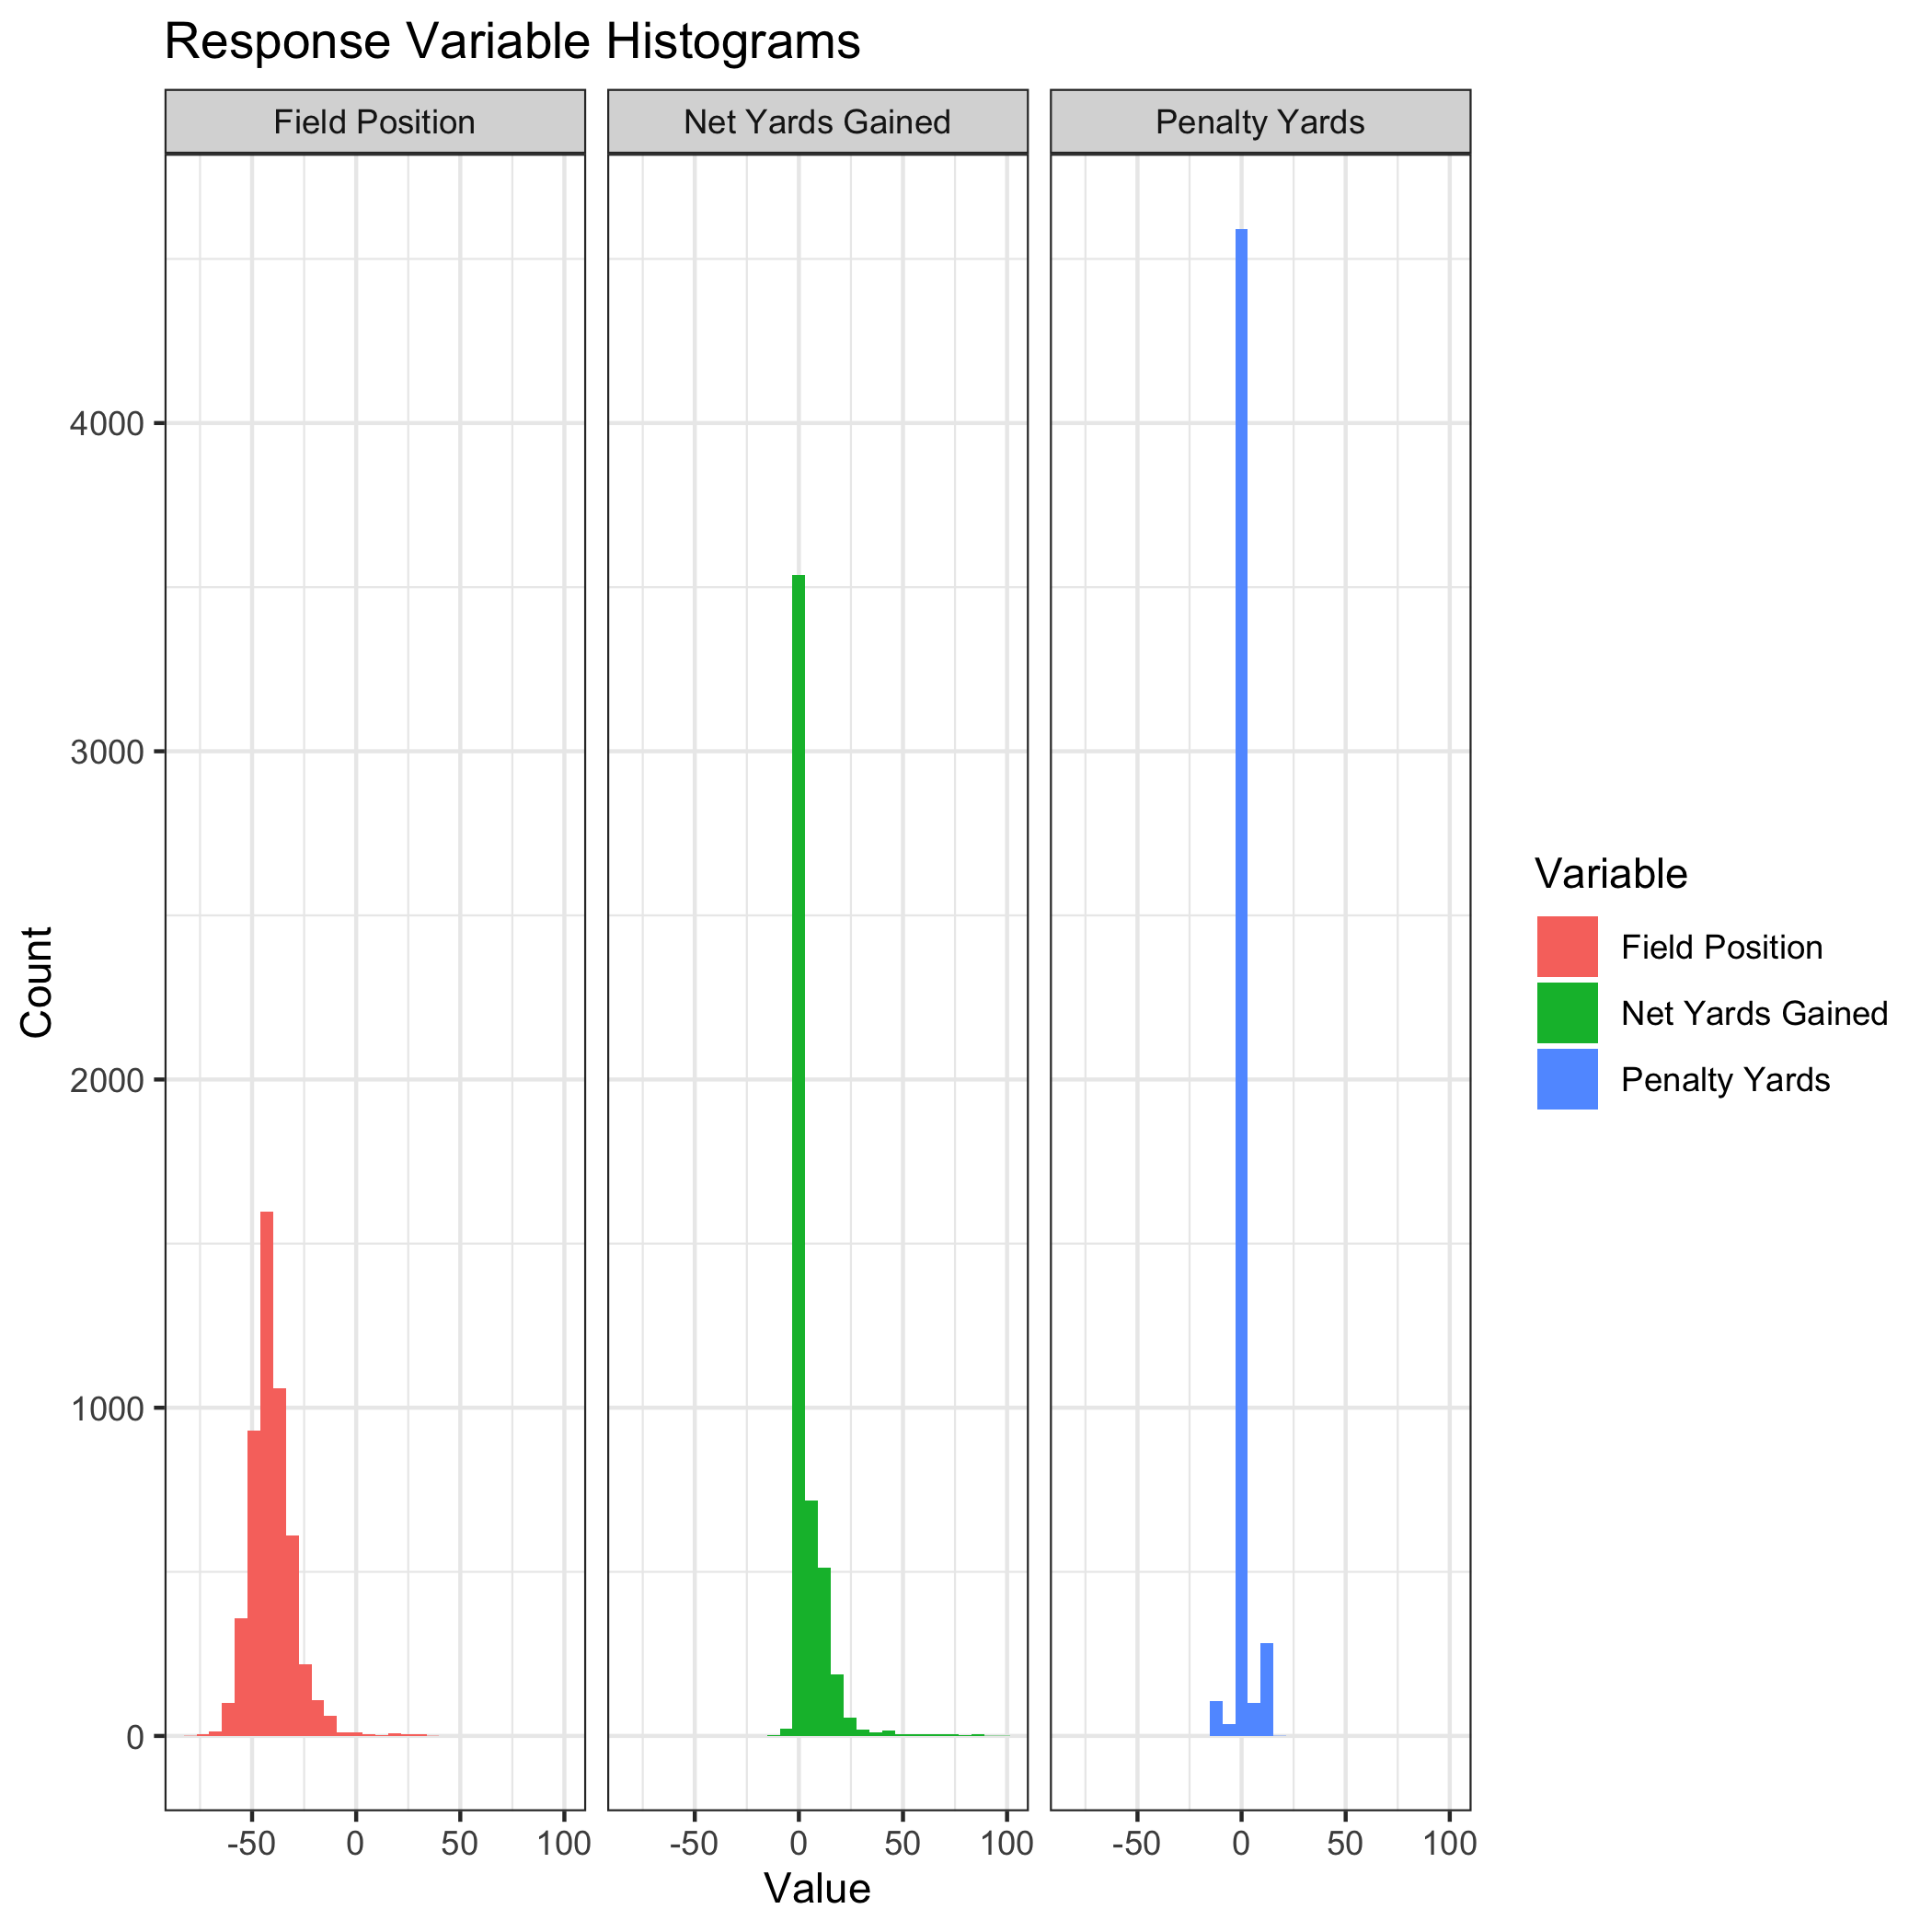 Response Variable Histograms
Field Position
Net Yards Gained
Penalty Yards
4000
3000
2000
1000
0
Count
-50 0 50 100
-50 0 50 100
-50 0 50 100
Value
Variable
Field Position
Net Yards Gained
Penalty Yards